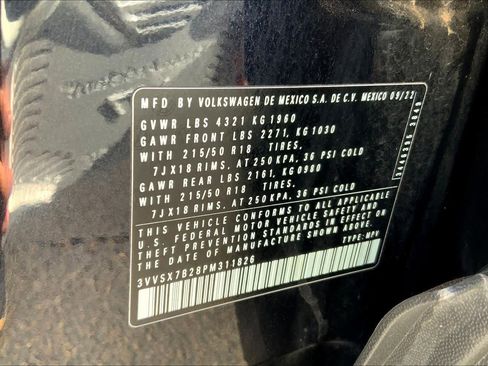 MFD BY VOLKSWAGEN DE MEXICO S.A. DE C.V. MEXICO 09/22
GVWR LBS 4321 KG 1960
GAWR FRONT LBS 2271, KG 1030
WITH 215/50 R18 TIRES,
7JX18 RIMS, AT 250 KPA, 36 PSI COLD
GAWR REAR LBS 2161, KG 0980
WITH 215/50 R18 TIRES,
7JX18 RIMS, AT 250 KPA, 36 PSI COLD
THIS VEHICLE CONFORMS TO ALL APPLICABLE
U.S. FEDERAL MOTOR VEHICLE SAFETY AND
THEFT PREVENTION STANDARDS IN EFFECT ON
THE DATE OF MANUFACTURE SHOWN ABOVE
3VVSX7B28PM311826 TYPE: MPV